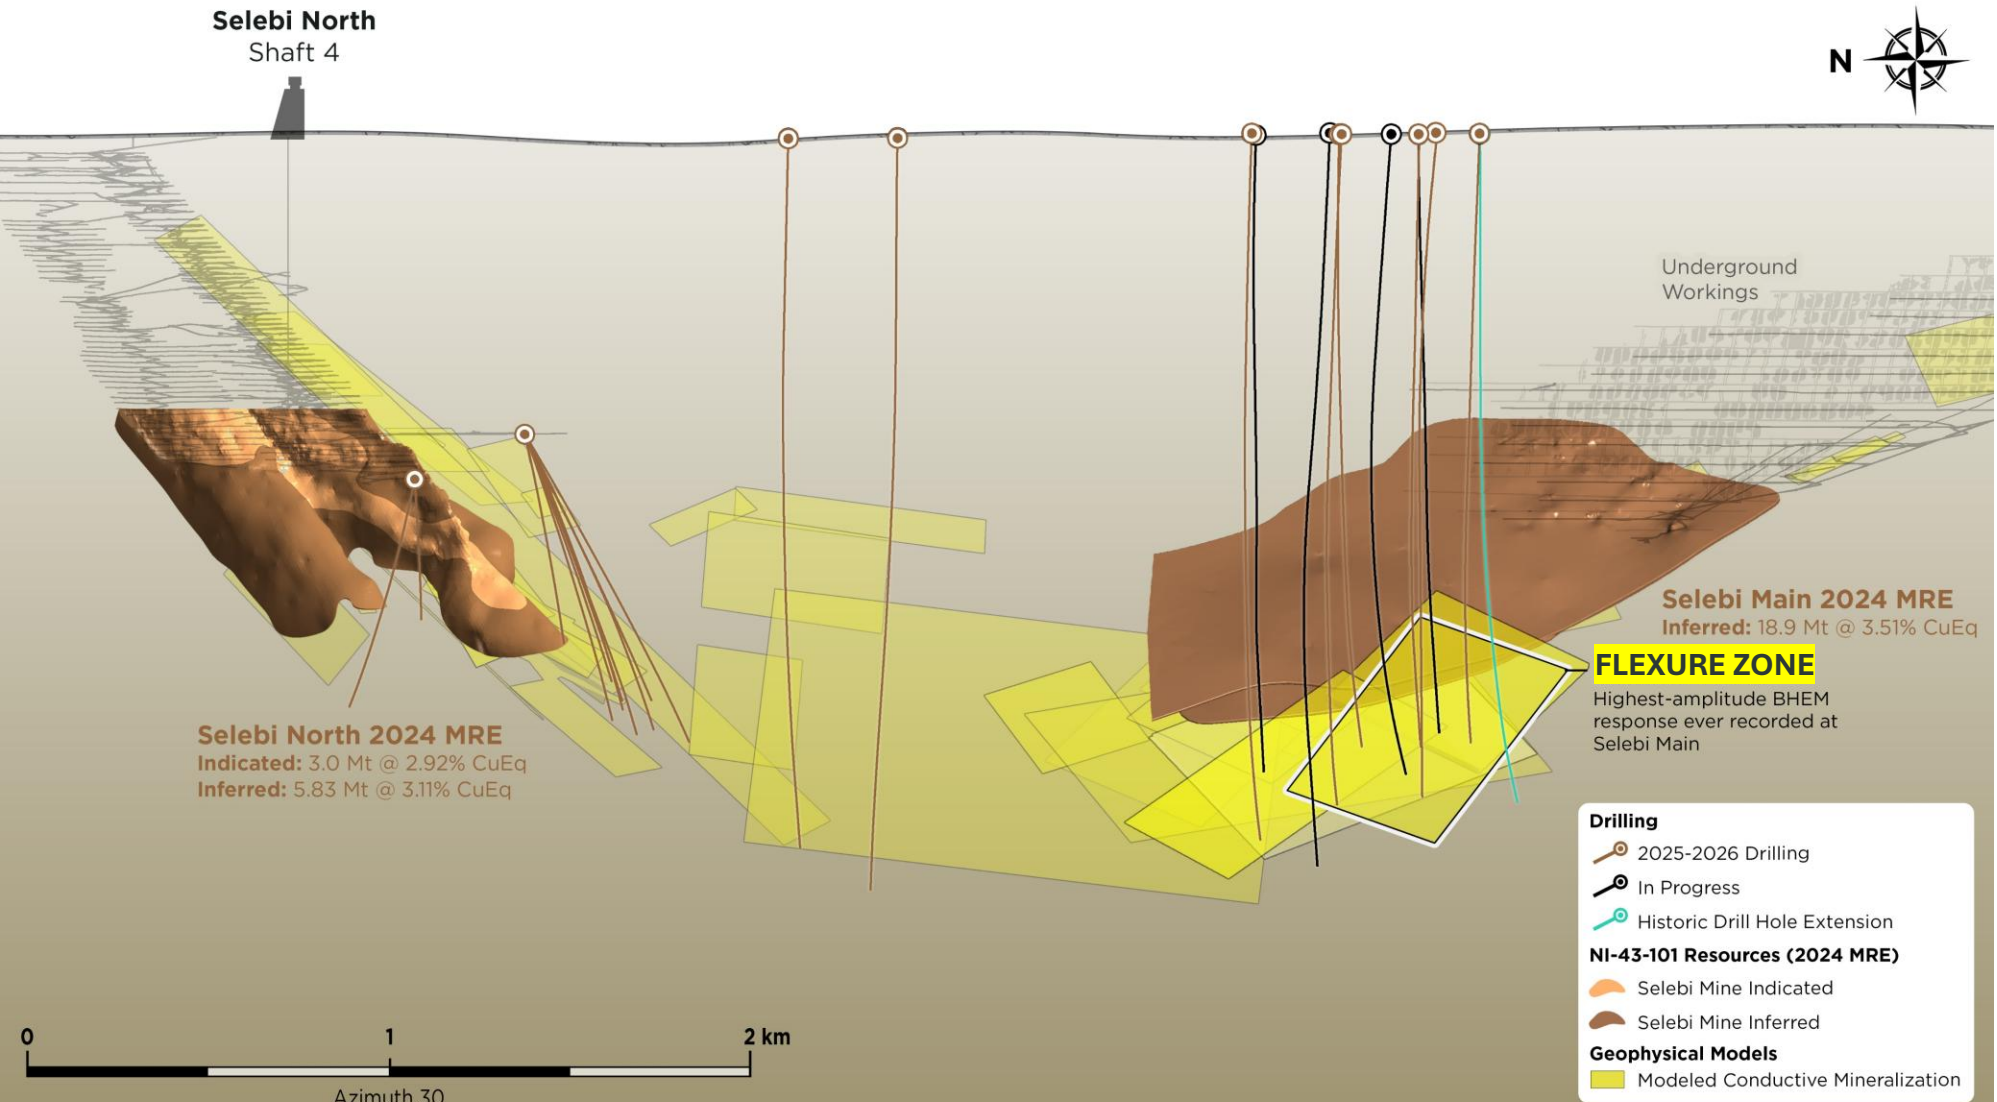 Selebi North
Shaft 4
N
Underground
Workings
Selebi Main 2024 MRE
Inferred: 18.9 Mt @ 3.51% CuEq
FLEXURE ZONE
Highest-amplitude BHEM
response ever recorded at
Selebi Main
Selebi North 2024 MRE
Indicated: 3.0 Mt @ 2.92% CuEq
Inferred: 5.83 Mt @ 3.11% CuEq
Drilling
2025-2026 Drilling
In Progress
Historic Drill Hole Extension
NI-43-101 Resources (2024 MRE)
Selebi Mine Indicated
Selebi Mine Inferred
Geophysical Models
Modeled Conductive Mineralization
0 1 2 km
Azimuth 30